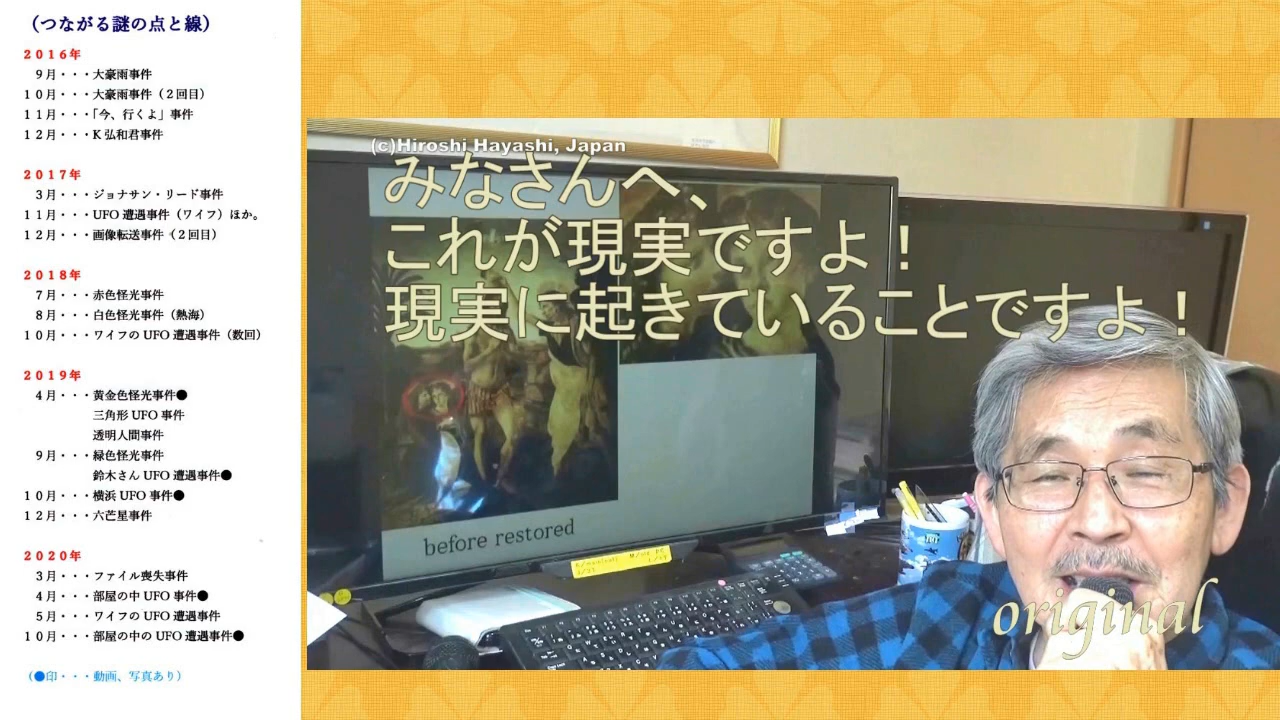 （つながる謎の点と線）
２０１６年
９月・・・大豪雨事件
１０月・・・大豪雨事件（２回目）
１１月・・・「今、行くよ」事件
１２月・・・K 弘和君事件
２０１７年
３月・・・ジョナサン・リード事件
１１月・・・UFO 遭遇事件（ワイフ）ほか。
１２月・・・画像転送事件（２回目）
２０１８年
７月・・・赤色怪光事件
８月・・・白色怪光事件（熱海）
１０月・・・ワイフの UFO 遭遇事件（数回）
２０１９年
４月・・・黄金色怪光事件●
三角形 UFO 事件
透明人間事件
９月・・・緑色怪光事件
鈴木さん UFO 遭遇事件●
１０月・・・横浜 UFO 事件●
１２月・・・六芒星事件
２０２０年
３月・・・ファイル喪失事件
４月・・・部屋の中 UFO 事件●
５月・・・ワイフの UFO 遭遇事件
１０月・・・部屋の中の UFO 遭遇事件●
（●印・・・動画、写真あり）
(c)Hiroshi Hayashi, Japan
みなさんへ、
これが現実ですよ！
現実に起きていることですよ！
before restored
original